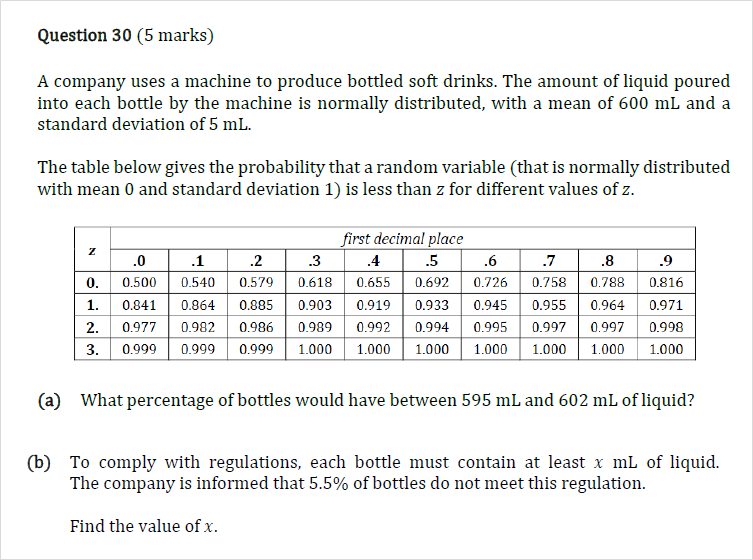 Question 30 (5 marks)
A company uses a machine to produce bottled soft drinks. The amount of liquid poured
into each bottle by the machine is normally distributed, with a mean of 600 mL and a
standard deviation of 5 mL.
The table below gives the probability that a random variable (that is normally distributed
with mean 0 and standard deviation 1) is less than z for different values of z.
z first decimal place
.0 .1 .2 .3 .4 .5 .6 .7 .8 .9
0. 0.500 0.540 0.579 0.618 0.655 0.692 0.726 0.758 0.788 0.816
1. 0.841 0.864 0.885 0.903 0.919 0.933 0.945 0.955 0.964 0.971
2. 0.977 0.982 0.986 0.989 0.992 0.994 0.995 0.997 0.997 0.998
3. 0.999 0.999 0.999 1.000 1.000 1.000 1.000 1.000 1.000 1.000
(a) What percentage of bottles would have between 595 mL and 602 mL of liquid?
(b) To comply with regulations, each bottle must contain at least x mL of liquid.
The company is informed that 5.5% of bottles do not meet this regulation.
Find the value of x.